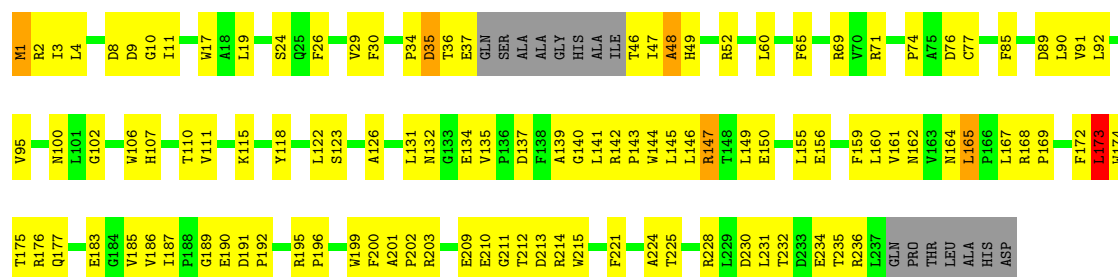 M1 R2 I3 L4 D8 D9 G10 I11 W17 A18 L19 S24 Q25 F26 V29 F30 P34 D35 T36 E37 GLN SER ALA ALA GLY HIS ALA ILE T46 I47 A48 H49 R52 L60 F65 R69 V70 R71 P74 A75 D76 C77 F85 D89 L90 V91 L92
V95 N100 L101 G102 W106 H107 T110 V111 K115 Y118 L122 S123 A126 L131 N132 G133 E134 V135 P136 D137 F138 A139 G140 L141 R142 P143 W144 L145 L146 R147 T148 L149 E150 L155 E156 F159 L160 V161 N162 V163 N164 L165 P166 L167 R168 P169 F172 L173 W174
T175 R176 Q177 E183 G184 V185 V186 I187 P188 G189 E190 D191 P192 R195 P196 W199 F200 A201 P202 R203 E209 E210 G211 T212 D213 R214 W215 F221 A224 T225 R228 L229 D230 L231 T232 D233 E234 T235 R236 L237 GLN PRO THR LEU ALA HIS ASP